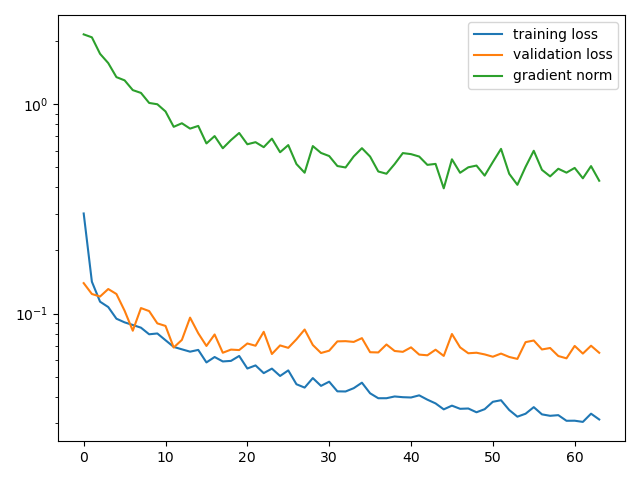 training loss
validation loss
gradient norm
10⁰
10⁻¹
0 10 20 30 40 50 60